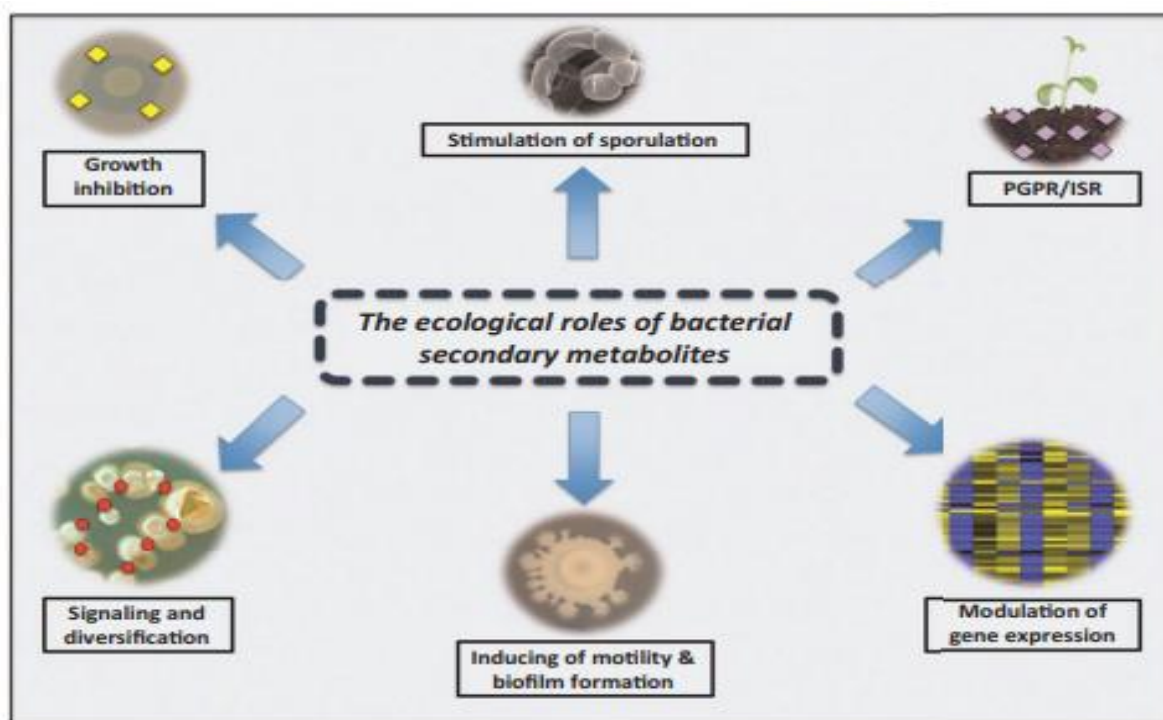 Growth
inhibition
Stimulation of sporulation
PGPR/ISR
The ecological roles of bacterial
secondary metabolites
Signaling and
diversification
Inducing of motility &
biofilm formation
Modulation of
gene expression